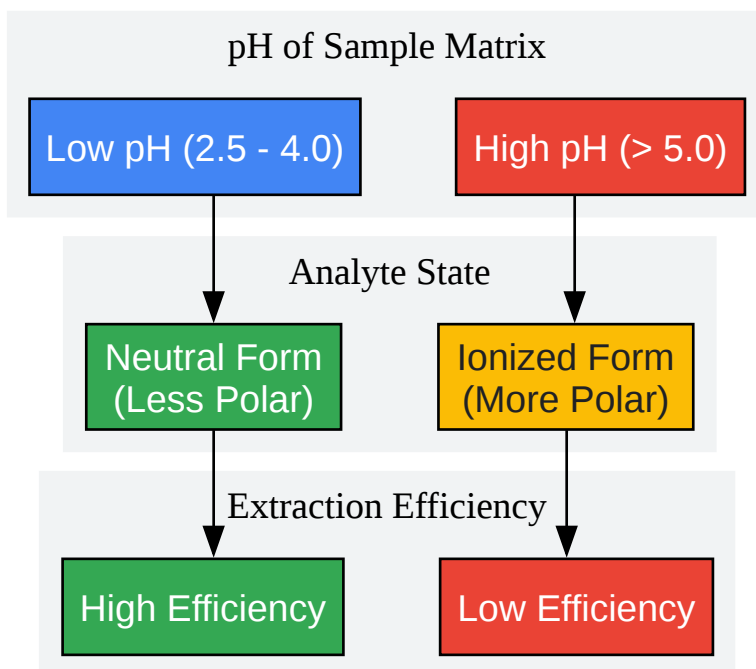 pH of Sample Matrix
Low pH (2.5 - 4.0)
High pH (> 5.0)
Analyte State
Neutral Form
(Less Polar)
Ionized Form
(More Polar)
Extraction Efficiency
High Efficiency
Low Efficiency